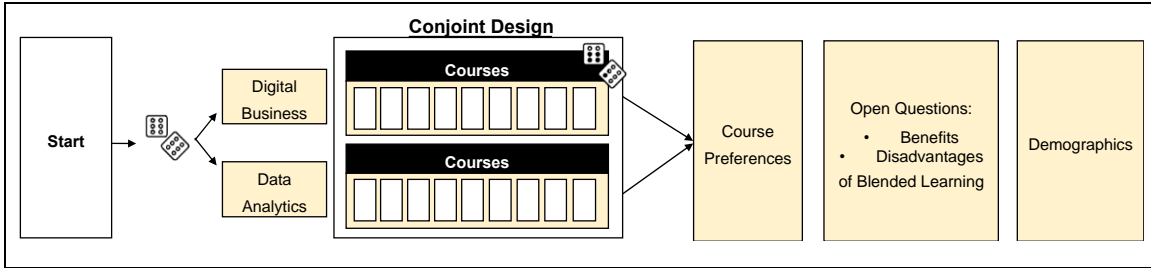 Conjoint Design
Start
Digital
Business
Data
Analytics
Courses
Courses
Course
Preferences
Open Questions:
• Benefits
• Disadvantages
of Blended Learning
Demographics